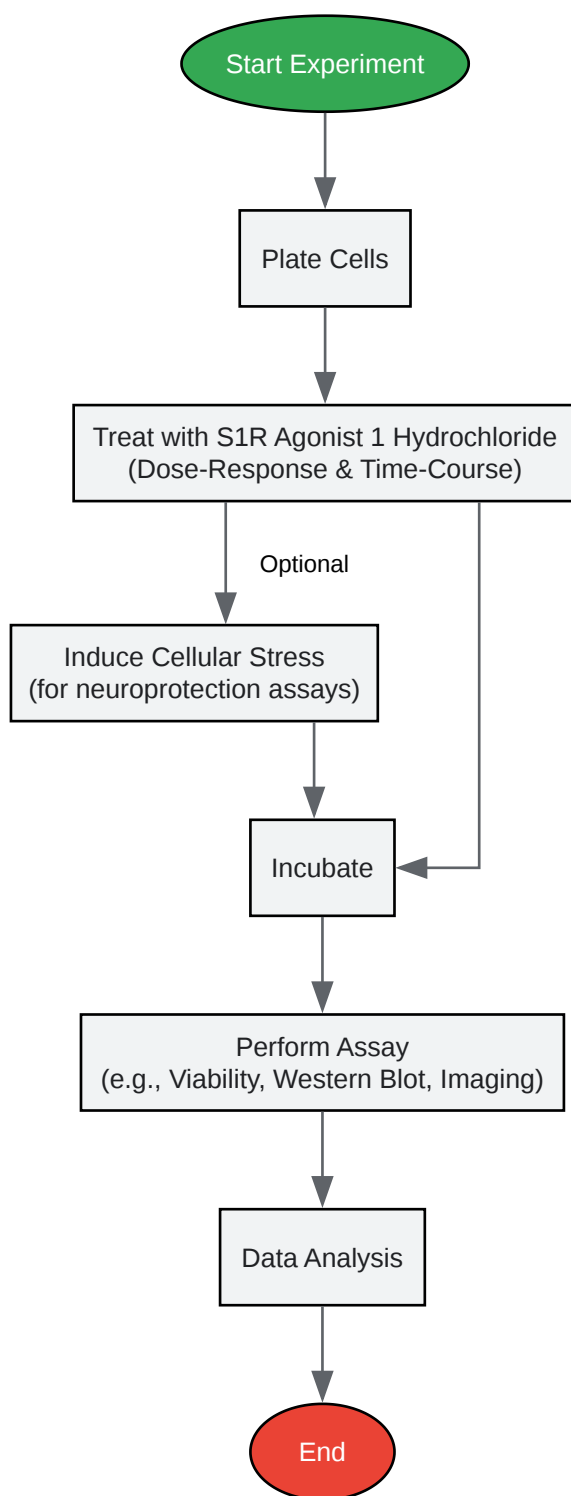 Start Experiment
Plate Cells
Treat with S1R Agonist 1 Hydrochloride
(Dose-Response & Time-Course)
Optional
Induce Cellular Stress
(for neuroprotection assays)
Incubate
Perform Assay
(e.g., Viability, Western Blot, Imaging)
Data Analysis
End